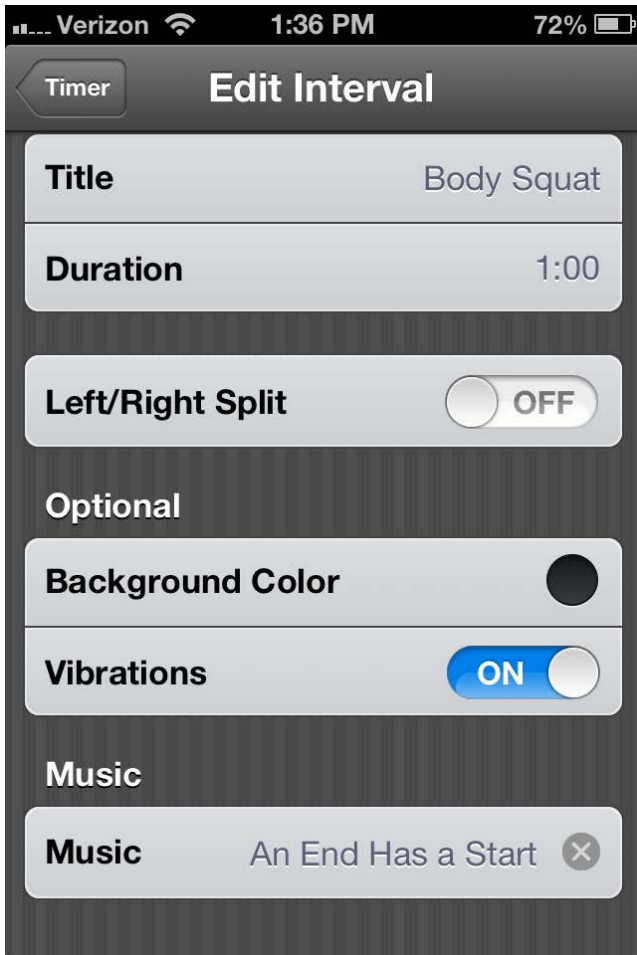 Verizon 1:36 PM 72%
Timer Edit Interval
Title Body Squat
Duration 1:00
Left/Right Split OFF
Optional
Background Color
Vibrations ON
Music
Music An End Has a Start